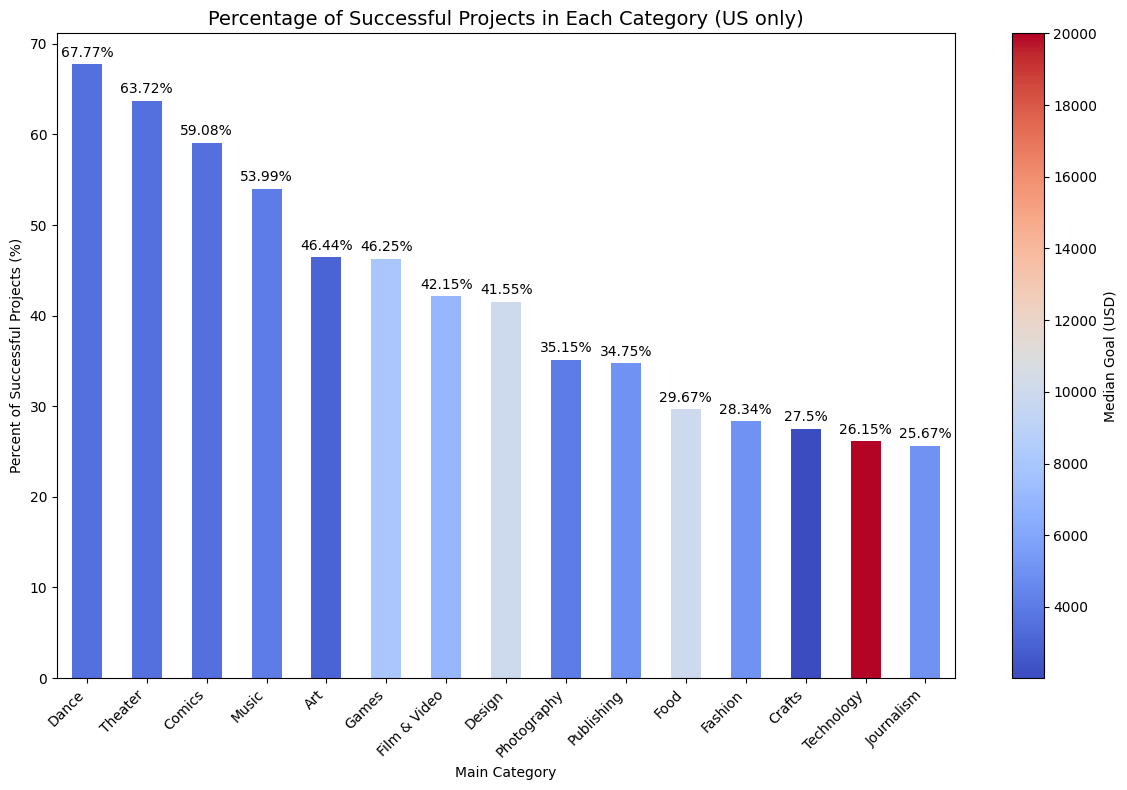 Percentage of Successful Projects in Each Category (US only)
Percent of Successful Projects (%)
70
60
50
40
30
20
10
0
67.77%
63.72%
59.08%
53.99%
46.44%
46.25%
42.15%
41.55%
35.15%
34.75%
29.67%
28.34%
27.5%
26.15%
25.67%
Dance
Theater
Comics
Music
Art
Games
Film & Video
Design
Photography
Publishing
Food
Fashion
Crafts
Technology
Journalism
Main Category
20000
18000
16000
14000
12000
10000
8000
6000
4000
Median Goal (USD)